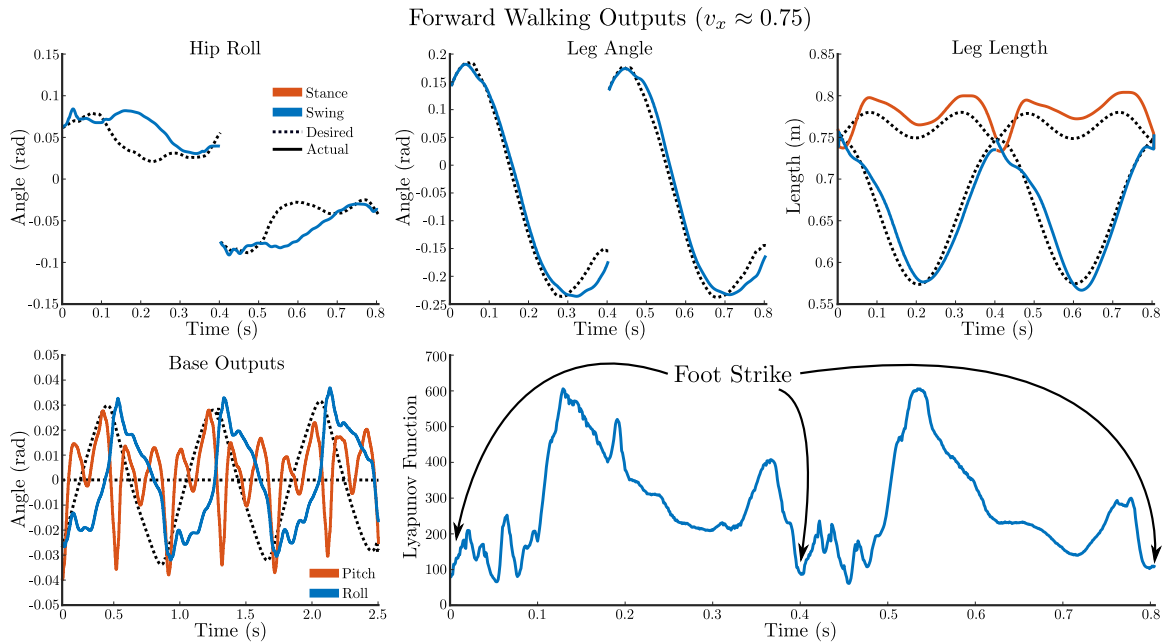 Forward Walking Outputs (v_x ≈ 0.75)
Hip Roll
Leg Angle
Leg Length
0.15
0.10
0.05
0
-0.05
-0.1
-0.15
Angle (rad)
Stance
Swing
Desired
Actual
0 0.1 0.2 0.3 0.4 0.5 0.6 0.7 0.8
Time (s)
0.2
0.15
0.1
0.05
0
-0.05
-0.1
-0.15
-0.2
-0.25
Angle (rad)
0 0.1 0.2 0.3 0.4 0.5 0.6 0.7 0.8
Time (s)
0.85
0.8
0.75
0.7
0.65
0.6
0.55
Length (m)
0 0.1 0.2 0.3 0.4 0.5 0.6 0.7 0.8
Time (s)
Base Outputs
0.05
0.04
0.03
0.02
0.01
0
-0.01
-0.02
-0.03
-0.04
-0.05
Angle (rad)
Pitch
Roll
0 0.5 1.0 1.5 2.0 2.5
Time (s)
700
600
500
400
300
200
100
0
Lyapunov Function
Foot Strike
0 0.1 0.2 0.3 0.4 0.5 0.6 0.7 0.8
Time (s)